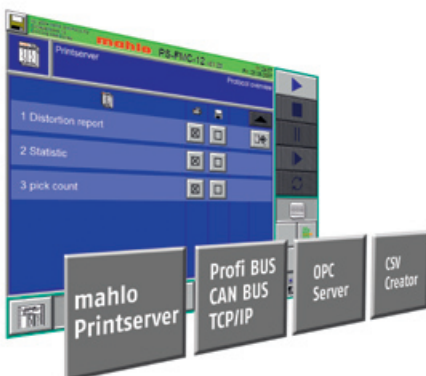 mahlo PS-FMC-12
Printserver
Protocol overview
1 Distortion report
2 Statistic
3 pick count
mahlo
Printserver
Profi BUS
CAN BUS
TCP/IP
OPC
Server
CSV
Creator